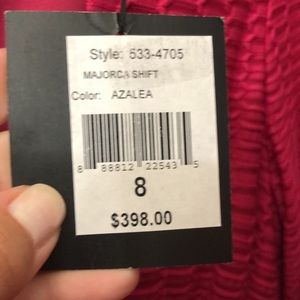 Style: 533-4705
MAJORCA SHIFT
Color: AZALEA
8 88812 22543 5
8
$398.00